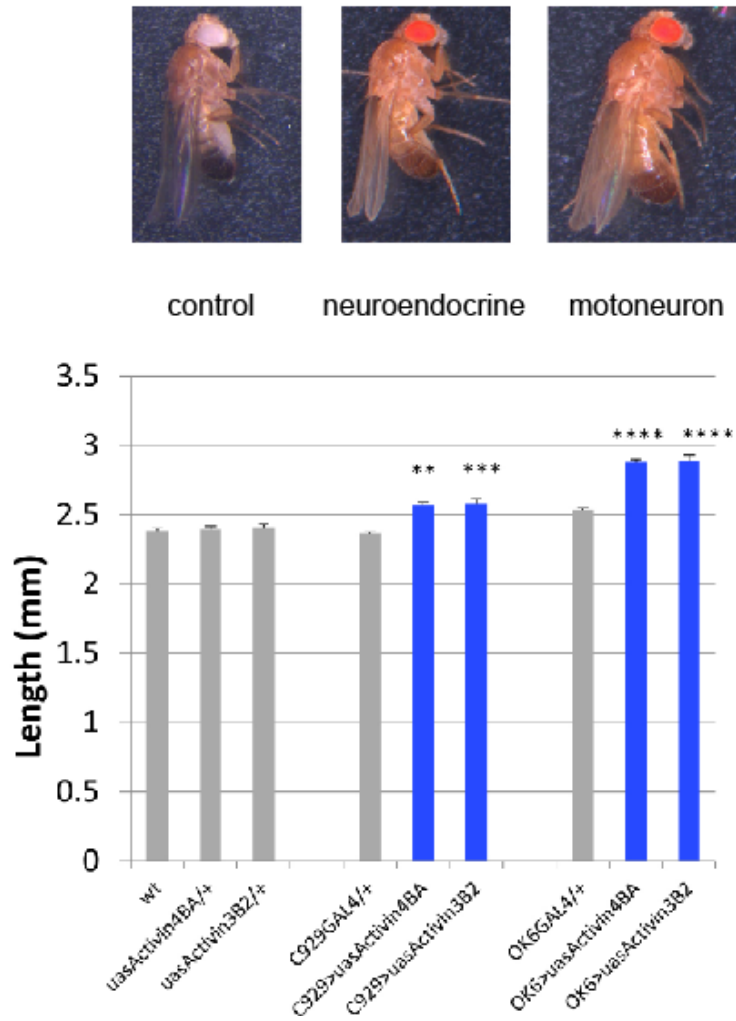 control neuroendocrine motoneuron
3.5
3
2.5
2
1.5
1
0.5
0
Length (mm)
** *** **** ****
wt
uasActivin4BA/+
uasActivin3B2/+
C929GAL4/+
C929>uasActivin4BA
C929>uasActivin3B2
OK6GAL4/+
OK6>uasActivin4BA
OK6>uasActivin3B2